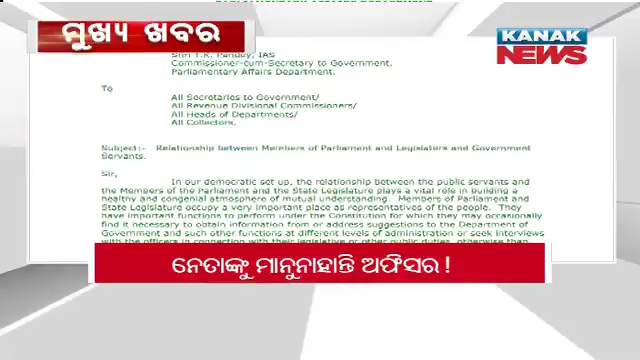 PARLIAMENTARY AFFAIRS DEPARTMENT
ମୁଖ୍ୟ ଖବର
KANAK
NEWS
Shri T.K. Pandey, IAS
Commissioner-cum-Secretary to Government.
Parliamentary Affairs Department.
To
All Secretaries to Government/
All Revenue Divisional Commissioners/
All Heads of Departments/
All Collectors.
Subject:- Relationship between Members of Parliament and Legislators and Government
Servants.
Sir,
In our democratic set up, the relationship between the public servants and
the Members of the Parliament and the State Legislature plays a vital role in building a
healthy and congenial atmosphere of mutual understanding. Members of Parliament and
State Legislature occupy a very important place as representatives of the people. They
have important functions to perform under the Constitution for which they may occasionally
find it necessary to obtain information from or address suggestions to the Department of
Government and such other functions at different levels of administration or seek interviews
with the officers in connection with their legislative or other public duties, otherwise than
ନେତାଙ୍କୁ ମାନୁନାହାନ୍ତି ଅଫିସର !